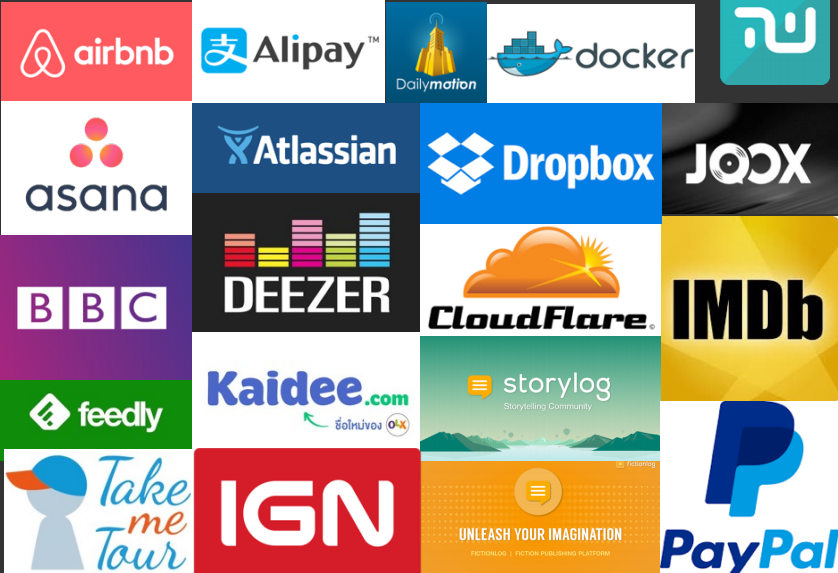 airbnb
支 Alipay™
Dailymotion
docker
asana
Atlassian
Dropbox
JOOX
BBC
DEEZER
CloudFlare
IMDb
feedly
Kaidee.com
ชื่อใหม่ของ OLX
storylog
Storytelling Community
fictionlog
UNLEASH YOUR IMAGINATION
FICTIONLOG | FICTION PUBLISHING PLATFORM
Take
me
Tour
IGN
PayPal